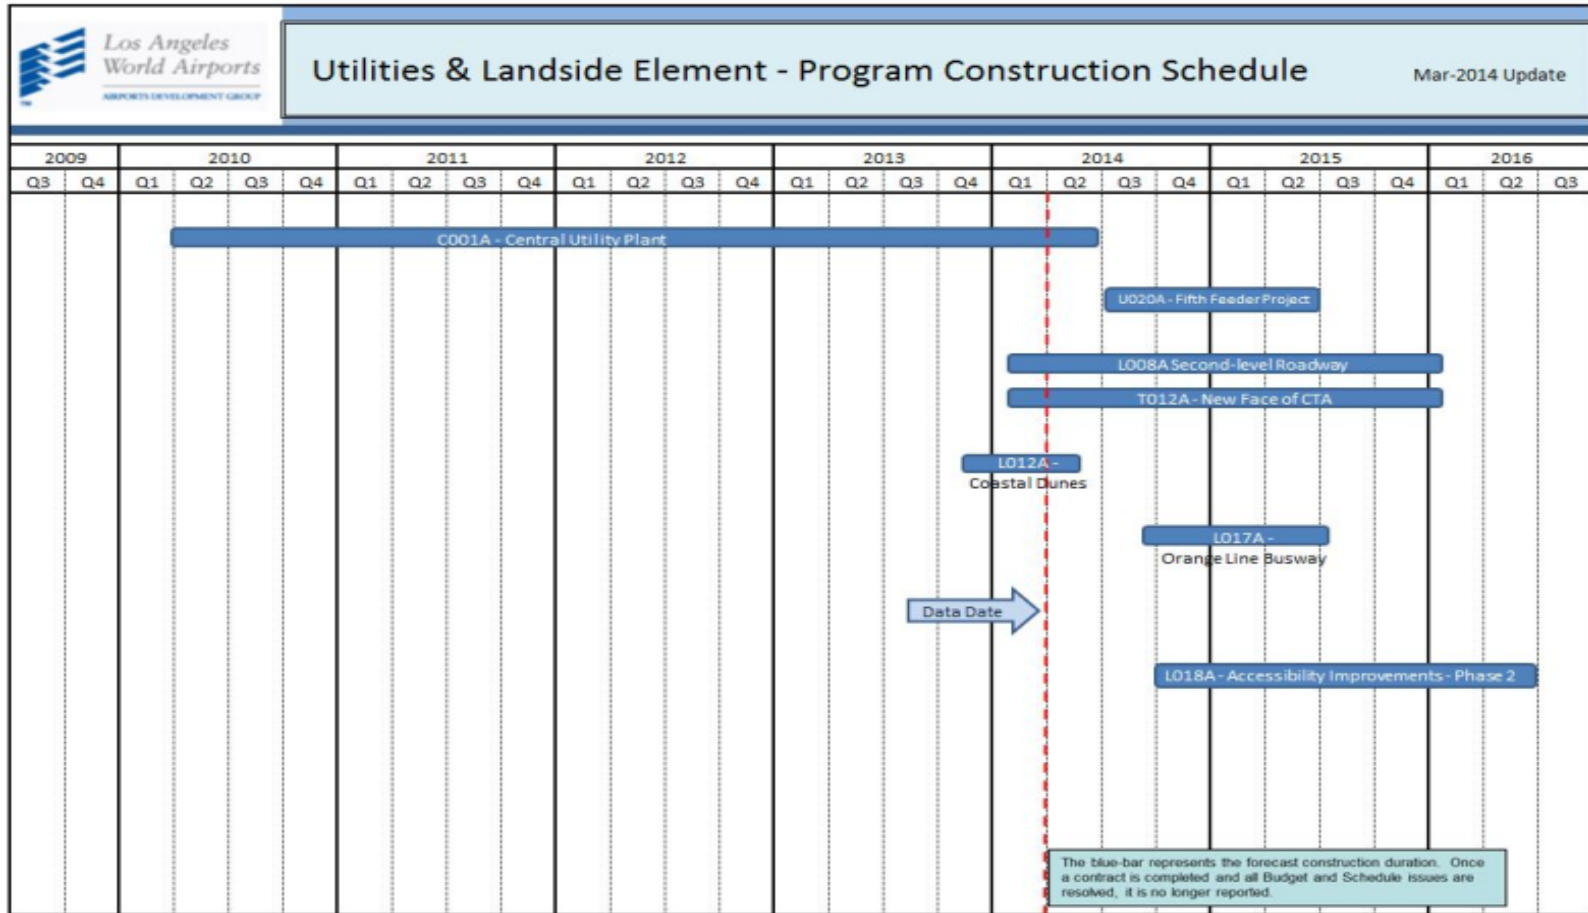 Los Angeles
World Airports
AIRPORTS DEVELOPMENT GROUP
TM
Utilities & Landside Element - Program Construction Schedule
Mar-2014 Update
2009 2010 2011 2012 2013 2014 2015 2016
Q3 Q4 Q1 Q2 Q3 Q4 Q1 Q2 Q3 Q4 Q1 Q2 Q3 Q4 Q1 Q2 Q3 Q4 Q1 Q2 Q3 Q4 Q1 Q2 Q3 Q4 Q1 Q2 Q3
C001A - Central Utility Plant
U020A - Fifth Feeder Project
L008A Second-level Roadway
T012A - New Face of CTA
L012A -
Coastal Dunes
L017A -
Orange Line Busway
Data Date
L018A - Accessibility Improvements - Phase 2
The blue-bar represents the forecast construction duration. Once
a contract is completed and all Budget and Schedule issues are
resolved, it is no longer reported.